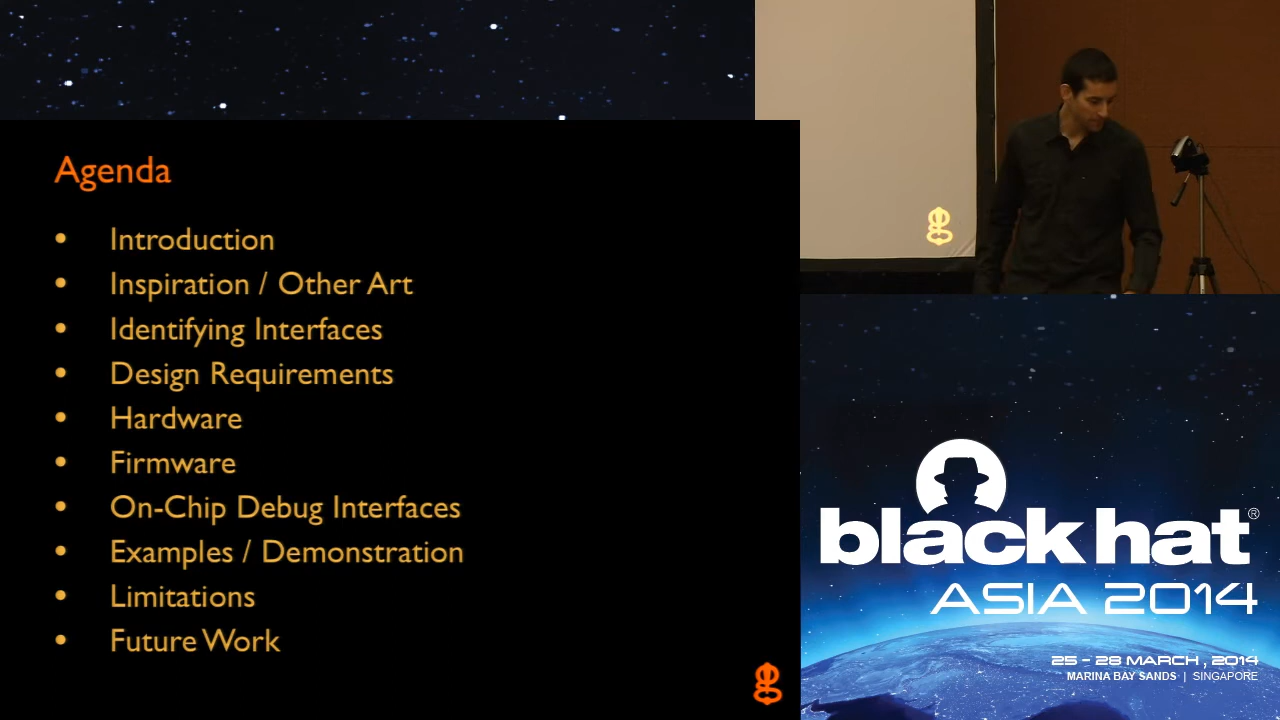 Agenda
• Introduction
• Inspiration / Other Art
• Identifying Interfaces
• Design Requirements
• Hardware
• Firmware
• On-Chip Debug Interfaces
• Examples / Demonstration
• Limitations
• Future Work
g
g
black hat®
ASIA 2014
25 - 28 MARCH, 2014
MARINA BAY SANDS | SINGAPORE